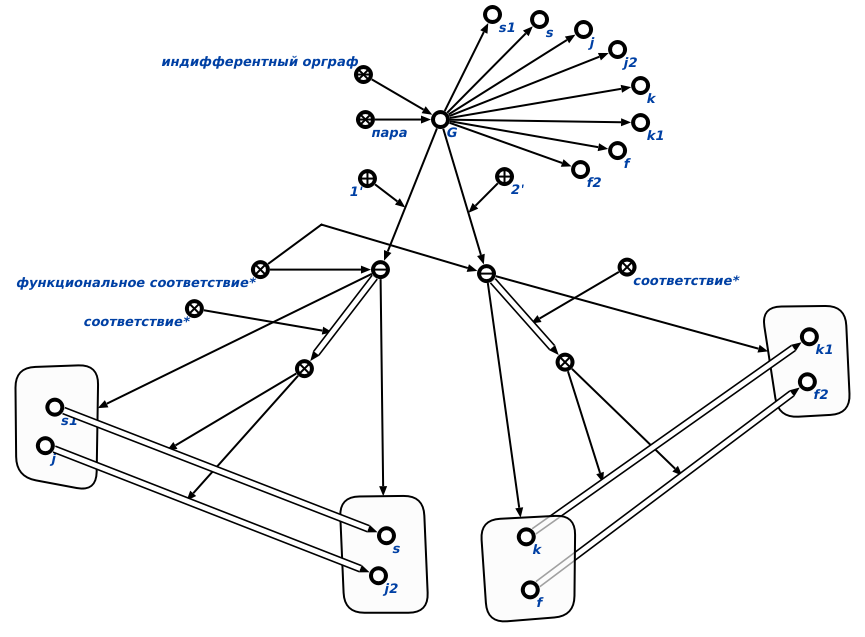 s1
s
j
j2
индифферентный орграф
k
пара
G
k1
f
f2
1'
2'
функциональное соответствие*
соответствие*
соответствие*
k1
f2
s1
j
s
j2
k
f